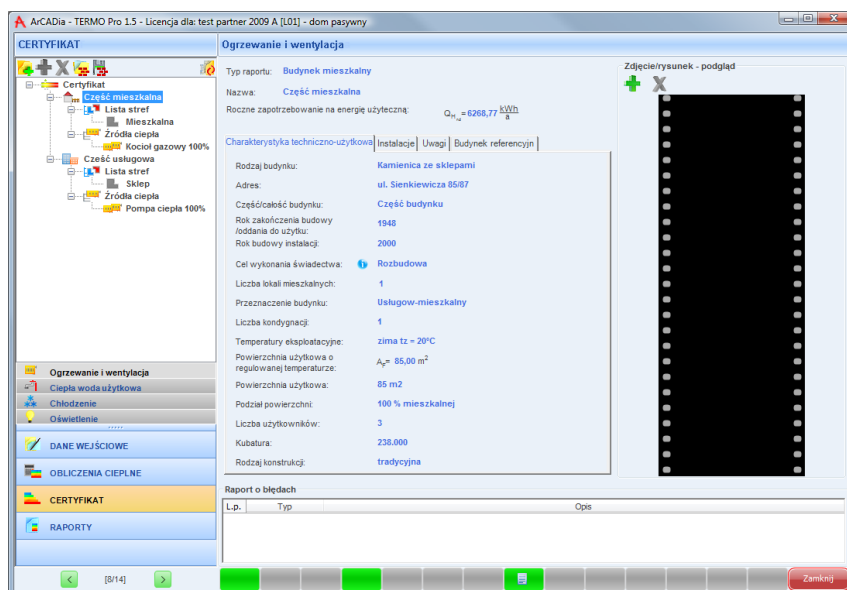 ArCADia - TERMO Pro 1.5 - Licencja dla: test partner 2009 A [L01] - dom pasywny
CERTYFIKAT
Certyfikat
Część mieszkalna
Lista stref
Mieszkalna
Źródła ciepła
Kocioł gazowy 100%
Cześć usługowa
Lista stref
Sklep
Źródła ciepła
Pompa ciepła 100%
Ogrzewanie i wentylacja
Ciepła woda użytkowa
Chłodzenie
Oświetlenie
DANE WEJŚCIOWE
OBLICZENIA CIEPLNE
CERTYFIKAT
RAPORTY
[8/14]
Ogrzewanie i wentylacja
Typ raportu: Budynek mieszkalny
Nazwa: Część mieszkalna
Roczne zapotrzebowanie na energię użyteczną: Q H nd = 6268,77 kWh/a
Charakterystyka techniczno-użytkowa Instalacje Uwagi Budynek referencyjn
Rodzaj budynku: Kamienica ze sklepami
Adres: ul. Sienkiewicza 85/87
Część/całość budynku: Część budynku
Rok zakończenia budowy
/oddania do użytku: 1948
Rok budowy instalacji: 2000
Cel wykonania świadectwa: Rozbudowa
Liczba lokali mieszkalnych: 1
Przeznaczenie budynku: Usługow-mieszkalny
Liczba kondygnacji: 1
Temperatury eksploatacyjne: zima tz = 20°C
Powierzchnia użytkowa o
regulowanej temperaturze: AF= 85,00 m²
Powierzchnia użytkowa: 85 m2
Podział powierzchni: 100 % mieszkalnej
Liczba użytkowników: 3
Kubatura: 238.000
Rodzaj konstrukcji: tradycyjna
Zdjęcie/rysunek - podgląd
Raport o błędach
L.p. Typ Opis
Zamknij